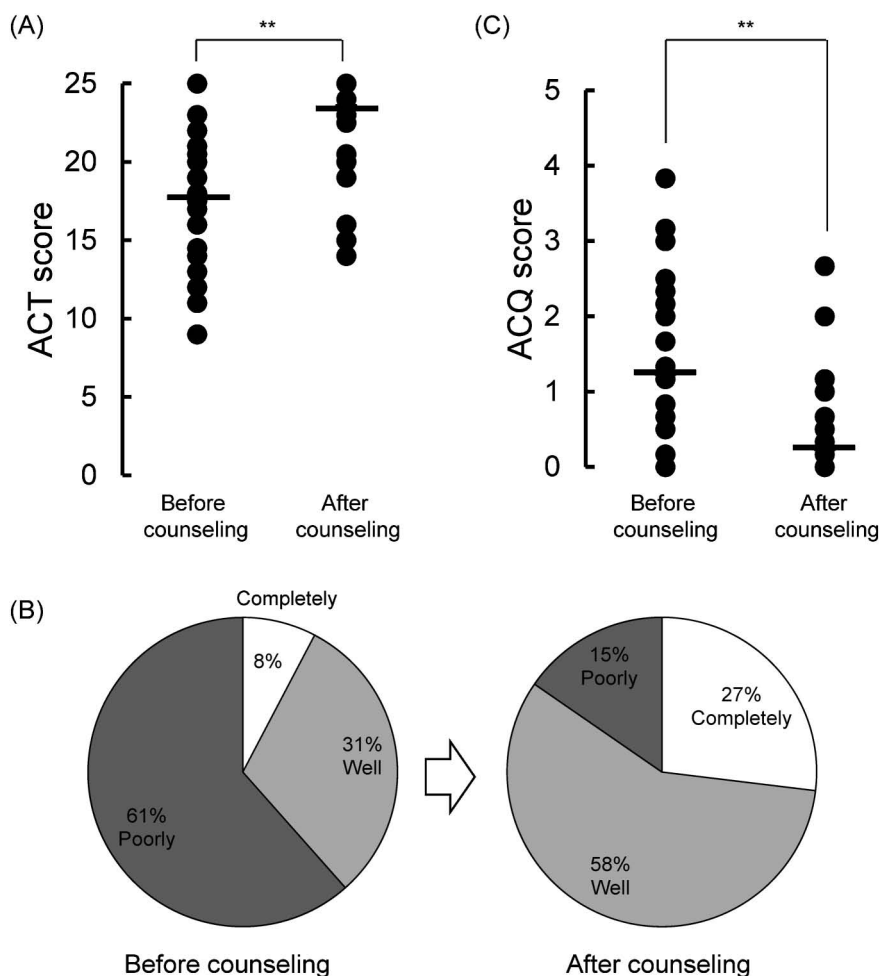 (A)
**
ACT score
25
20
15
10
5
0
Before
counseling
After
counseling
(C)
**
ACQ score
5
4
3
2
1
0
Before
counseling
After
counseling
(B)
Completely
8%
31%
Well
61%
Poorly
Before counseling
15%
Poorly
27%
Completely
58%
Well
After counseling